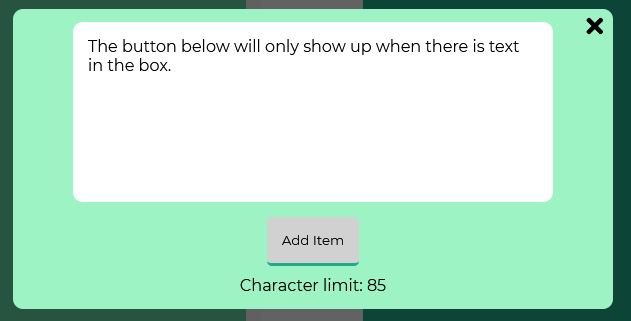 The button below will only show up when there is text
in the box.
Add Item
Character limit: 85